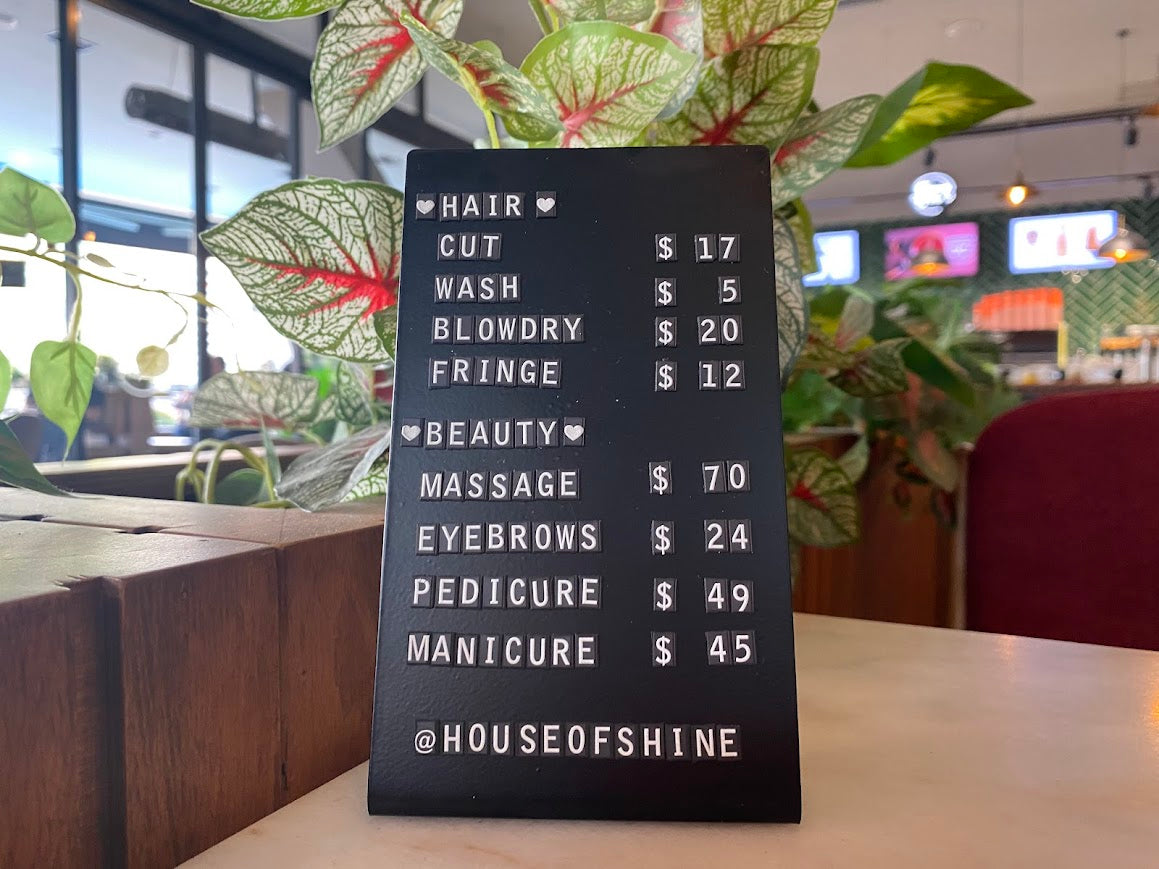 ♥HAIR♥
CUT $ 17
WASH $ 5
BLOWDRY $ 20
FRINGE $ 12
♥BEAUTY♥
MASSAGE $ 70
EYEBROWS $ 24
PEDICURE $ 49
MANICURE $ 45
@HOUSEOFSHINE